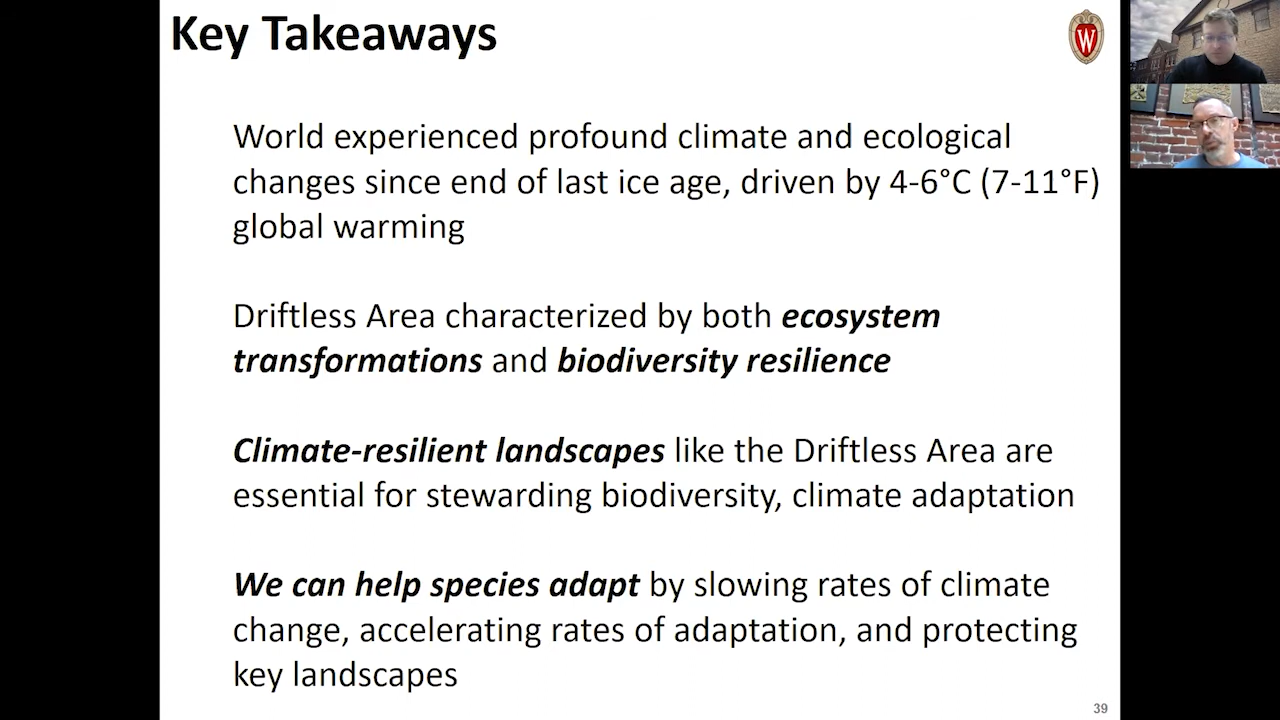 Key Takeaways
W
World experienced profound climate and ecological
changes since end of last ice age, driven by 4-6°C (7-11°F)
global warming
Driftless Area characterized by both ecosystem
transformations and biodiversity resilience
Climate-resilient landscapes like the Driftless Area are
essential for stewarding biodiversity, climate adaptation
We can help species adapt by slowing rates of climate
change, accelerating rates of adaptation, and protecting
key landscapes
39